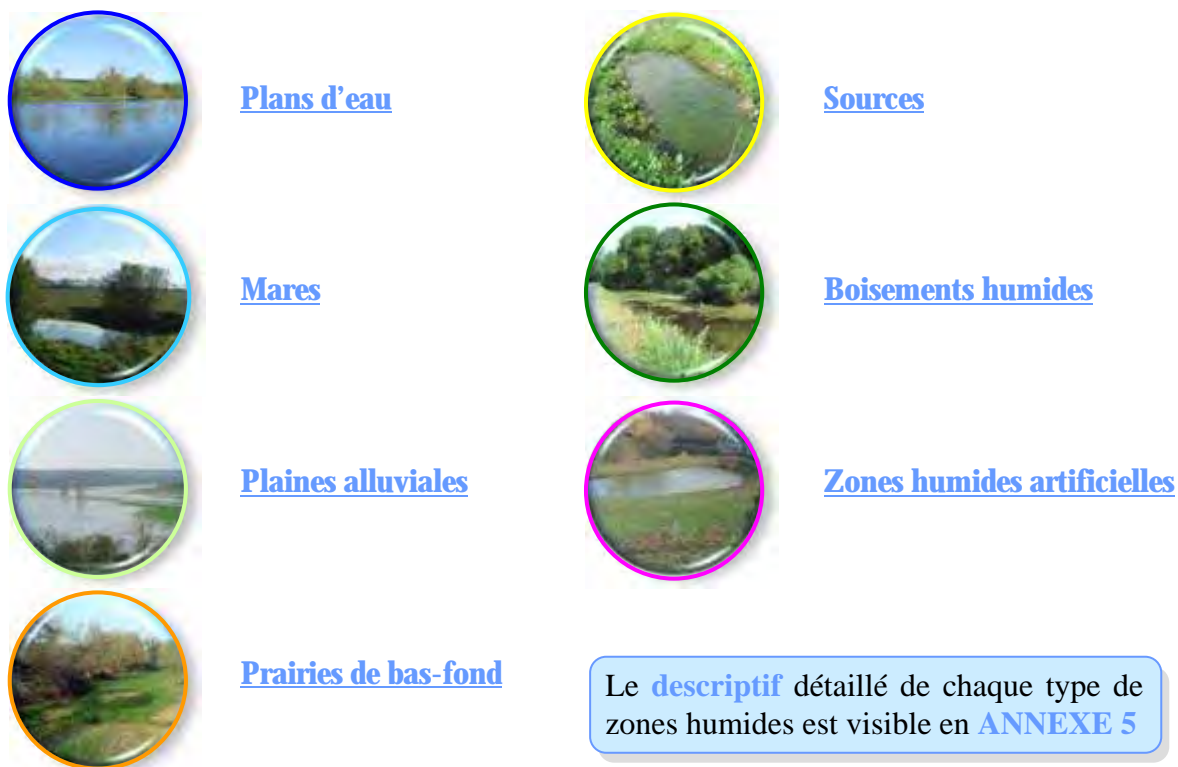 Plans d'eau
Mares
Plaines alluviales
Prairies de bas-fond
Sources
Boisements humides
Zones humides artificielles
Le descriptif détaillé de chaque type de
zones humides est visible en ANNEXE 5